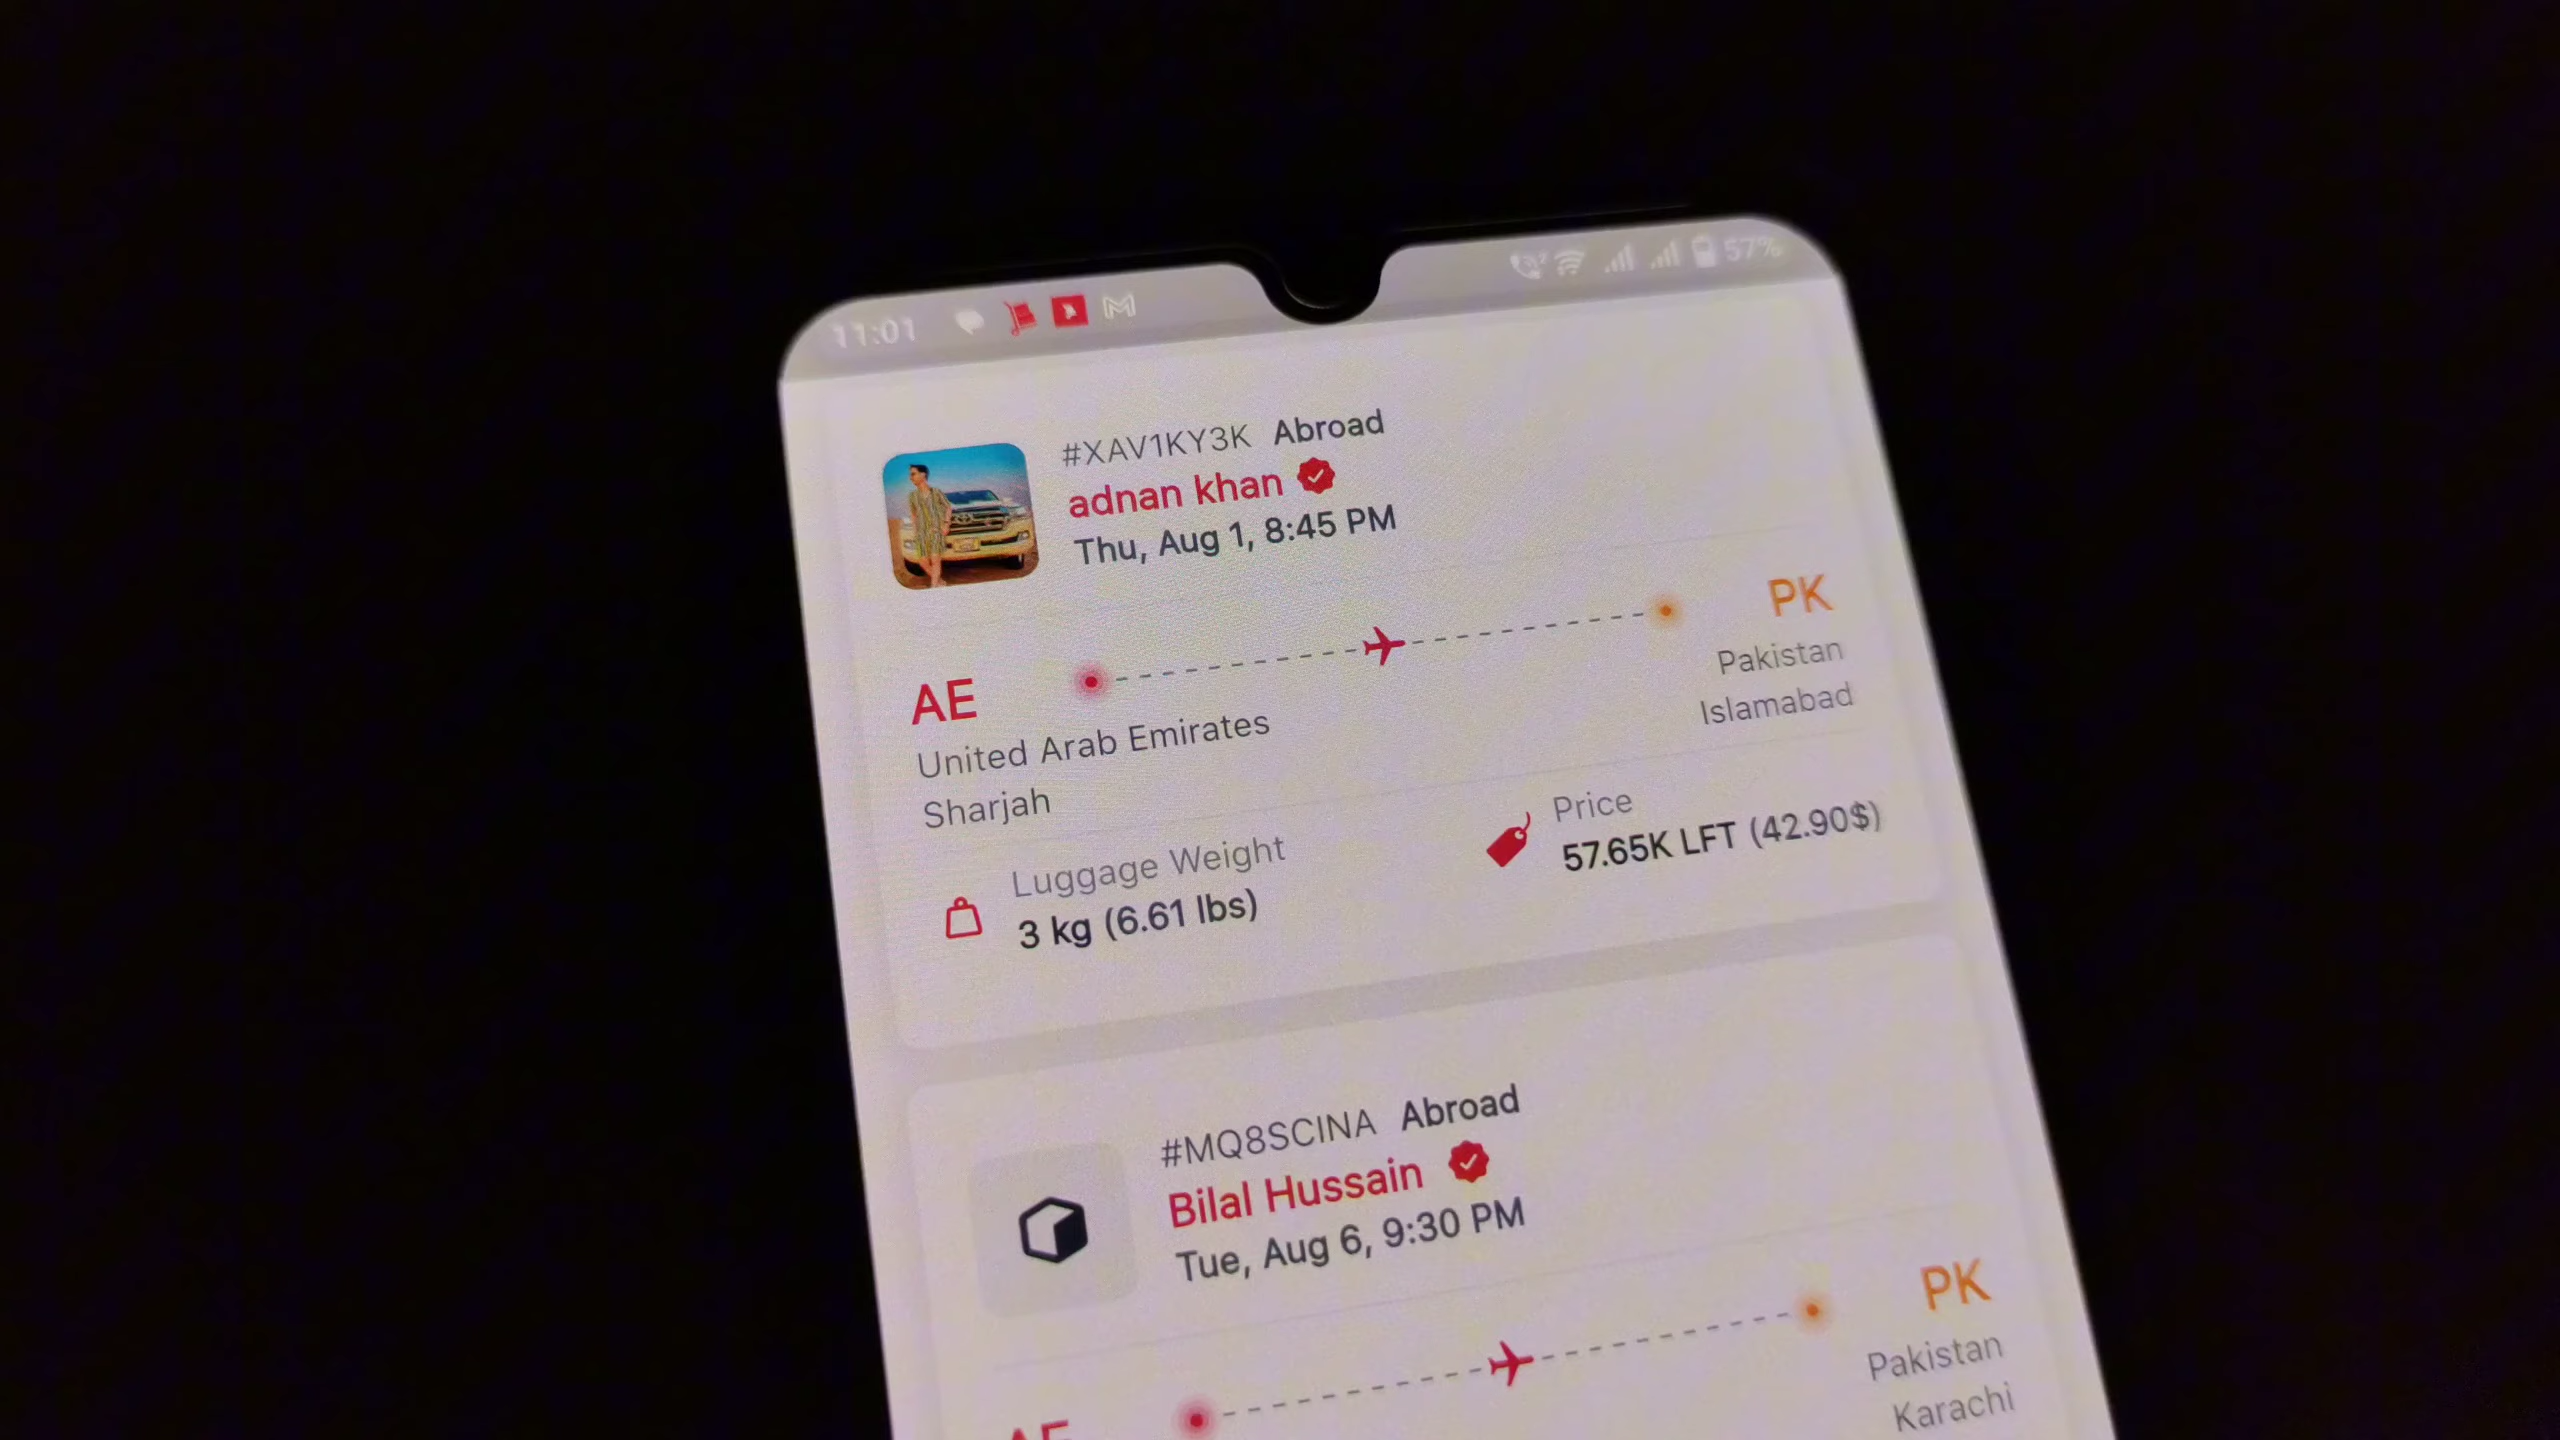 11:01
57%
#XAV1KY3K Abroad
adnan khan
Thu, Aug 1, 8:45 PM
AE
PK
United Arab Emirates
Pakistan
Sharjah
Islamabad
Luggage Weight
3 kg (6.61 lbs)
Price
57.65K LFT (42.90$)
#MQ8SCINA Abroad
Bilal Hussain
Tue, Aug 6, 9:30 PM
AE
PK
Pakistan
Karachi